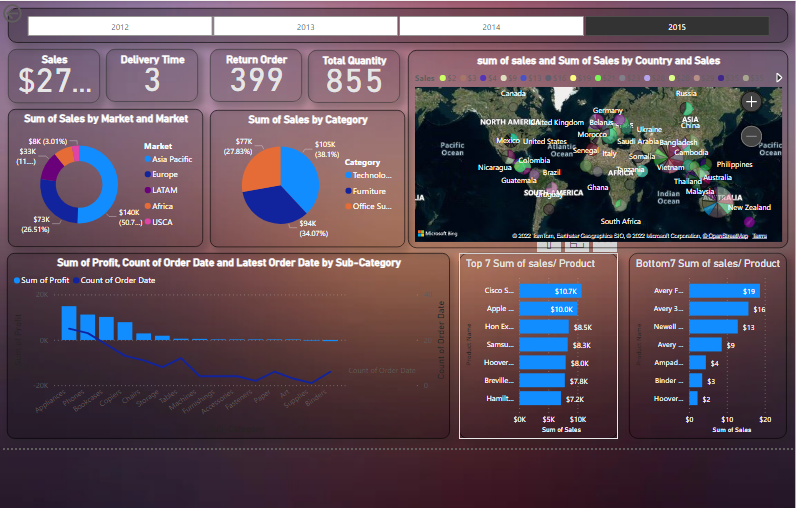 2012
2013
2014
2015
Sales
$27...
Delivery Time
3
Return Order
399
Total Quantity
855
sum of sales and Sum of Sales by Country and Sales
Sales
Canada
Russia
Germany
NORTH AMERICA
United Kingdom
Belarus
ASIA
Ukraine
China
Morocco
Pacific
Ocean
Mexico
United States
Atlantic
Ocean
Italy
Saudi Arabia
Bangladesh
Pacific
Ocean
Senegal
Somalia
Cambodia
Nicaragua
Colombia
AFRICA
Tanzania
Vietnam
Philippines
Guatemala
Brazil
Ghana
Thailand
Australia
Indian
Ocean
Malaysia
SOUTH AMERICA
Uruguay
New Zealand
South Africa
Microsoft Bing
© 2022 TomTom, Earthstar Geographics SIO, © 2022 Microsoft Corporation, © OpenStreetMap Terms
Sum of Sales by Market and Market
$8K (3.01%)
$33K
(11....)
$73K
(26.51%)
$140K
(50.7...)
Market
Asia Pacific
Europe
LATAM
Africa
USCA
Sum of Sales by Category
$77K
(27.83%)
$105K
(38.1%)
$94K
(34.07%)
Category
Technolo...
Furniture
Office Su...
Sum of Profit, Count of Order Date and Latest Order Date by Sub-Category
Sum of Profit
Count of Order Date
20K
0K
-20K
Count of Order Date
Count of Order Date
Appliances
Phones
Bookcases
Copiers
Chairs
Storage
Tables
Machines
Furnishings
Accessories
Fasteners
Paper
Art
Supplies
Binders
Top 7 Sum of sales/ Product
Product Name
Cisco S...
$10.7K
Apple ...
$10.0K
Hon Ex...
$8.5K
Samsu...
$8.3K
Hoover...
$8.0K
Breville...
$7.8K
Hamilt...
$7.2K
$0K
$5K
$10K
Sum of Sales
Bottom7 Sum of sales/ Product
Product Name
Avery F...
$19
Avery 3...
$16
Newell ...
$13
Avery ...
$9
Ampad...
$4
Binder ...
$3
Hoover...
$2
$0
$10
$20
Sum of Sales